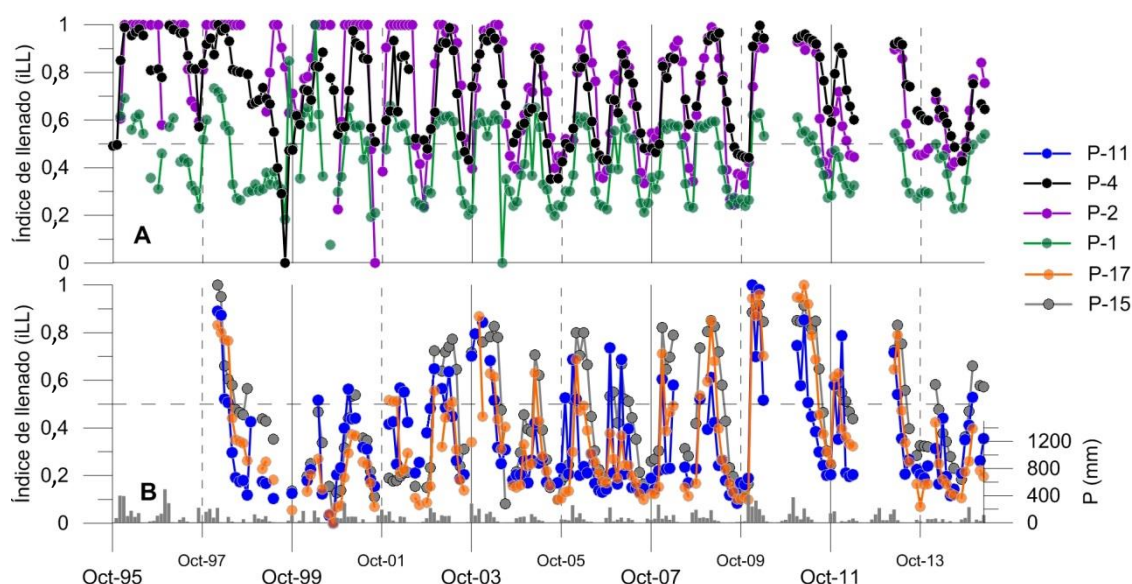 Índice de llenado (iLL)
1
0,8
0,6
0,4
0,2
0
A
Índice de llenado (iLL)
1
0,8
0,6
0,4
0,2
0
B
P-11
P-4
P-2
P-1
P-17
P-15
1200
800
400
0
P (mm)
Oct-97
Oct-01
Oct-05
Oct-09
Oct-13
Oct-95
Oct-99
Oct-03
Oct-07
Oct-11